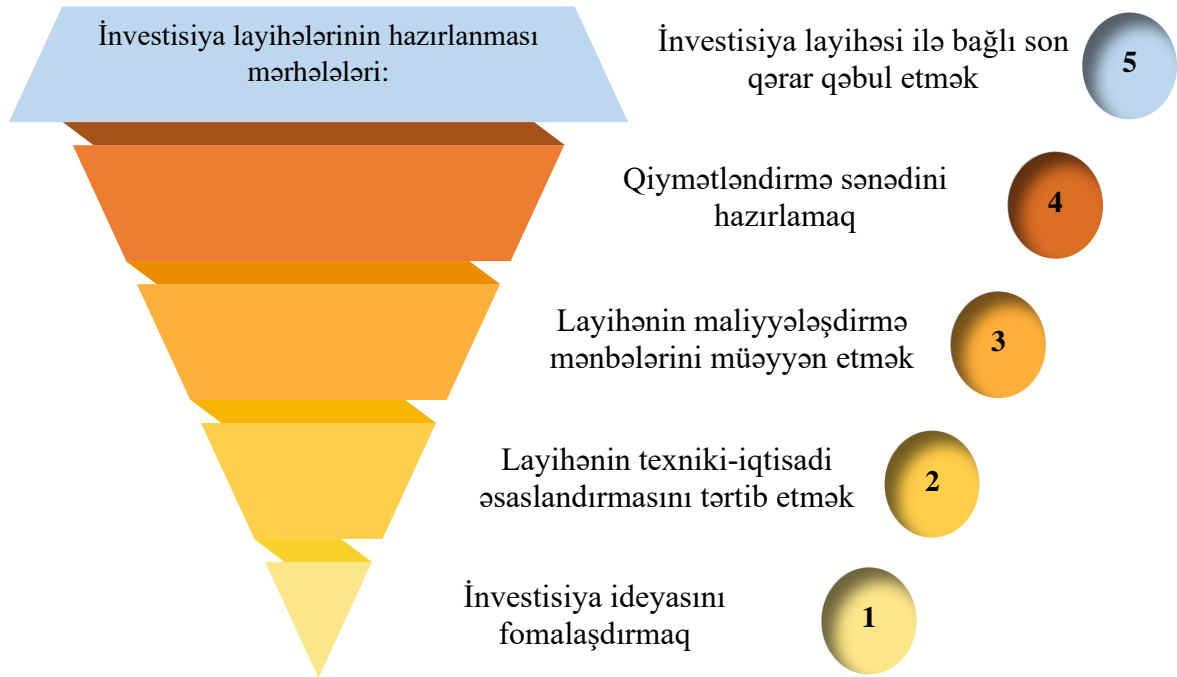 İnvestisiya layihələrinin hazırlanması
mərhələləri:
İnvestisiya layihəsi ilə bağlı son
qərar qəbul etmək
5
Qiymətləndirmə sənədini
hazırlamaq
4
Layihənin maliyyələşdirmə
mənbələrini müəyyən etmək
3
Layihənin texniki-iqtisadi
əsaslandırmasını tərtib etmək
2
İnvestisiya ideyasını
fomalaşdırmaq
1